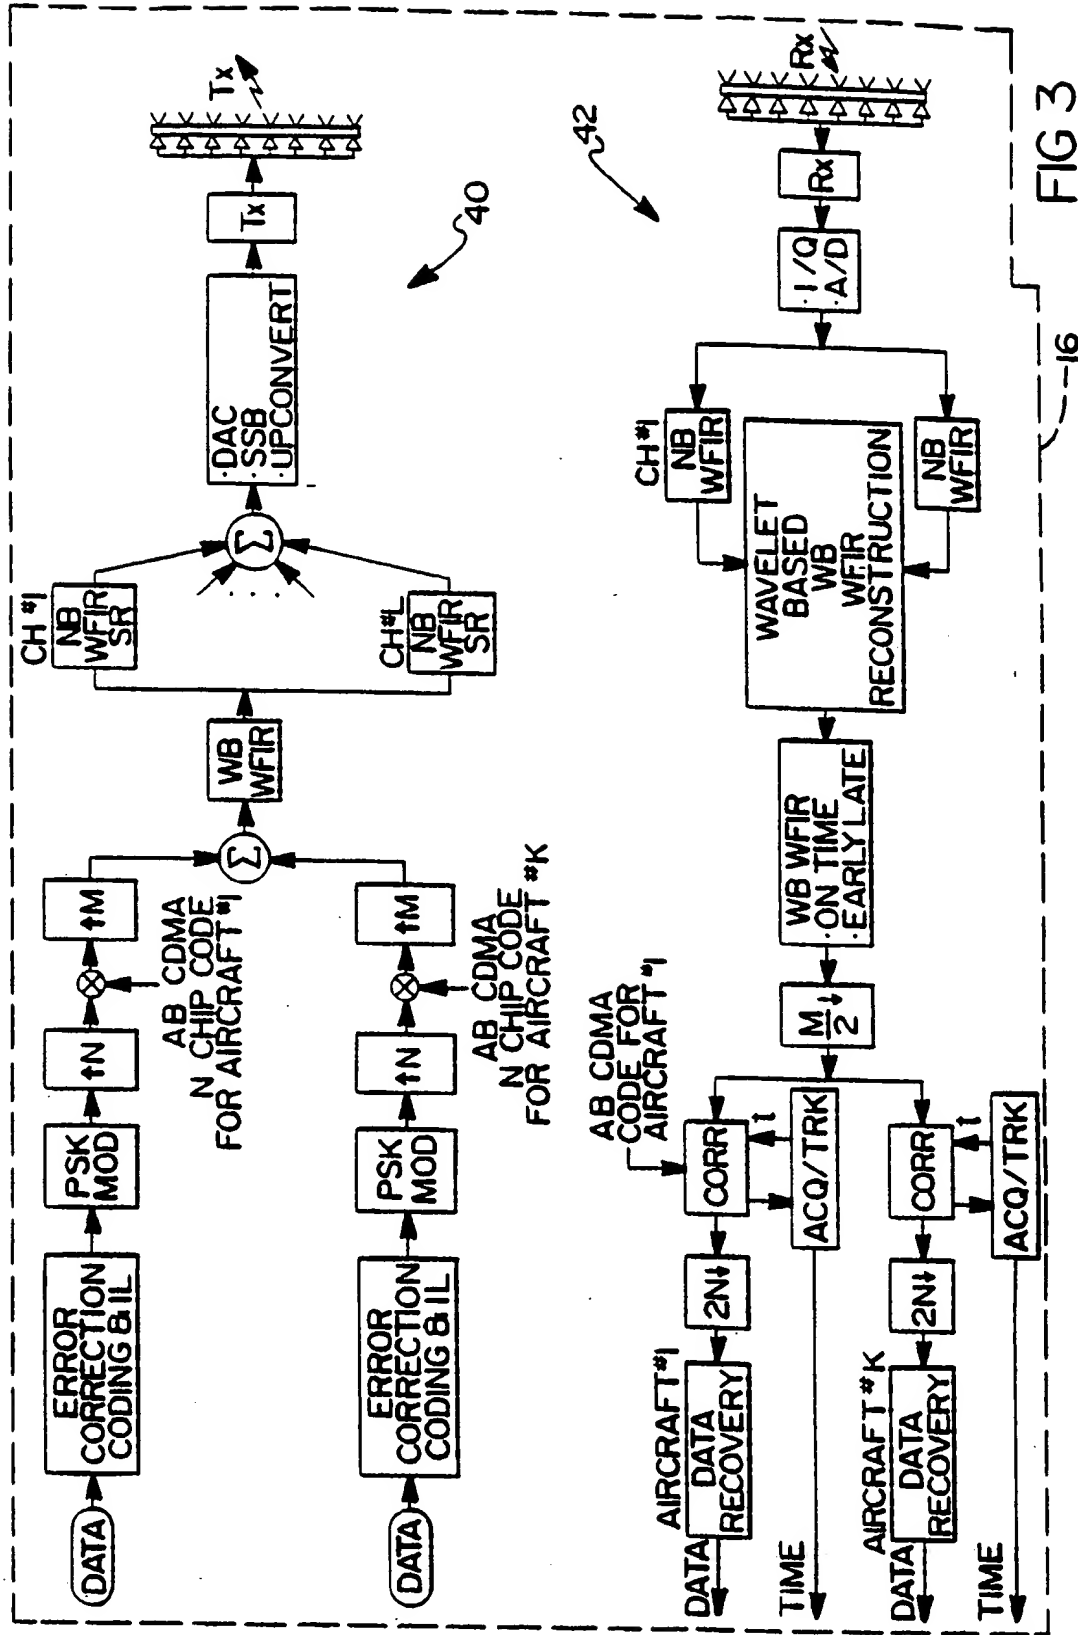 DATA
ERROR
CORRECTION
CODING & IL
PSK
MOD
↑N
AB CDMA
N CHIP CODE
FOR AIRCRAFT #1
↑M
DATA
ERROR
CORRECTION
CODING & IL
PSK
MOD
↑N
AB CDMA
N CHIP CODE
FOR AIRCRAFT #K
↑M
Σ
WB
WFIR
CH #1
NB
WFIR
SR
. . .
CH #L
NB
WFIR
SR
Σ
·DAC
·SSB
·UPCONVERT
Tx
Tx
40
42
Rx
Rx
·I/Q
·A/D
CH #1
NB
WFIR
NB
WFIR
WAVELET
BASED
WB
WFIR
RECONSTRUCTION
WB WFIR
·ON TIME
·EARLY LATE
M/2↓
AB CDMA
CODE FOR
AIRCRAFT #1
CORR
t
ACQ/TRK
2N↓
AIRCRAFT #1
DATA
RECOVERY
DATA
TIME
CORR
t
ACQ/TRK
2N↓
AIRCRAFT #K
DATA
RECOVERY
DATA
TIME
16
FIG 3